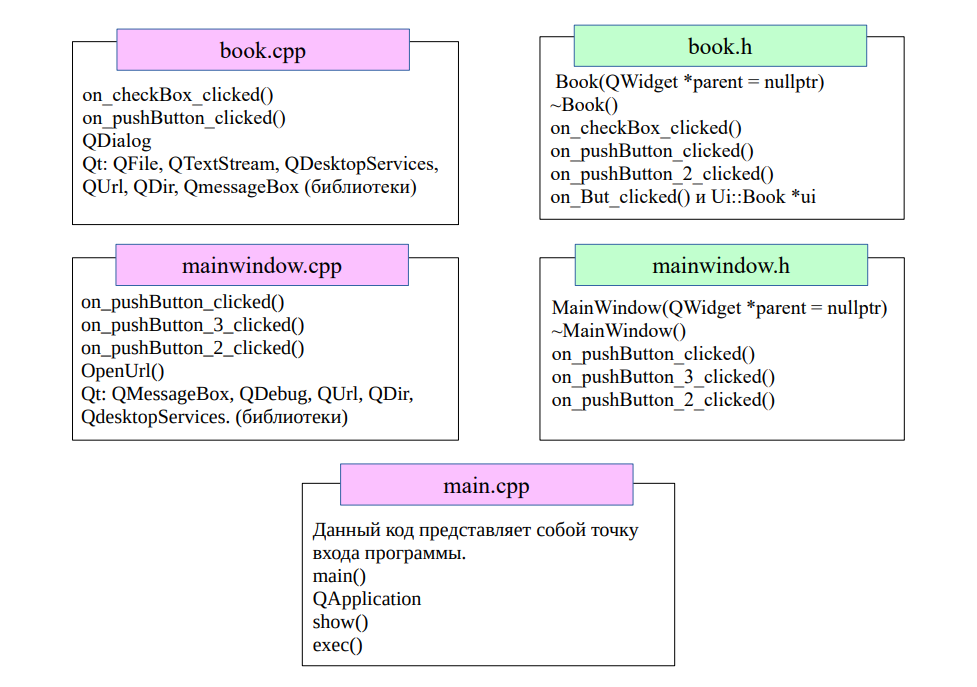 book.cpp
on_checkBox_clicked()
on_pushButton_clicked()
QDialog
Qt: QFile, QTextStream, QDesktopServices,
QUrl, QDir, QmessageBox (библиотеки)
book.h
Book(QWidget *parent = nullptr)
~Book()
on_checkBox_clicked()
on_pushButton_clicked()
on_pushButton_2_clicked()
on_But_clicked() и Ui::Book *ui
mainwindow.cpp
on_pushButton_clicked()
on_pushButton_3_clicked()
on_pushButton_2_clicked()
OpenUrl()
Qt: QMessageBox, QDebug, QUrl, QDir,
QdesktopServices. (библиотеки)
mainwindow.h
MainWindow(QWidget *parent = nullptr)
~MainWindow()
on_pushButton_clicked()
on_pushButton_3_clicked()
on_pushButton_2_clicked()
main.cpp
Данный код представляет собой точку
входа программы.
main()
QApplication
show()
exec()